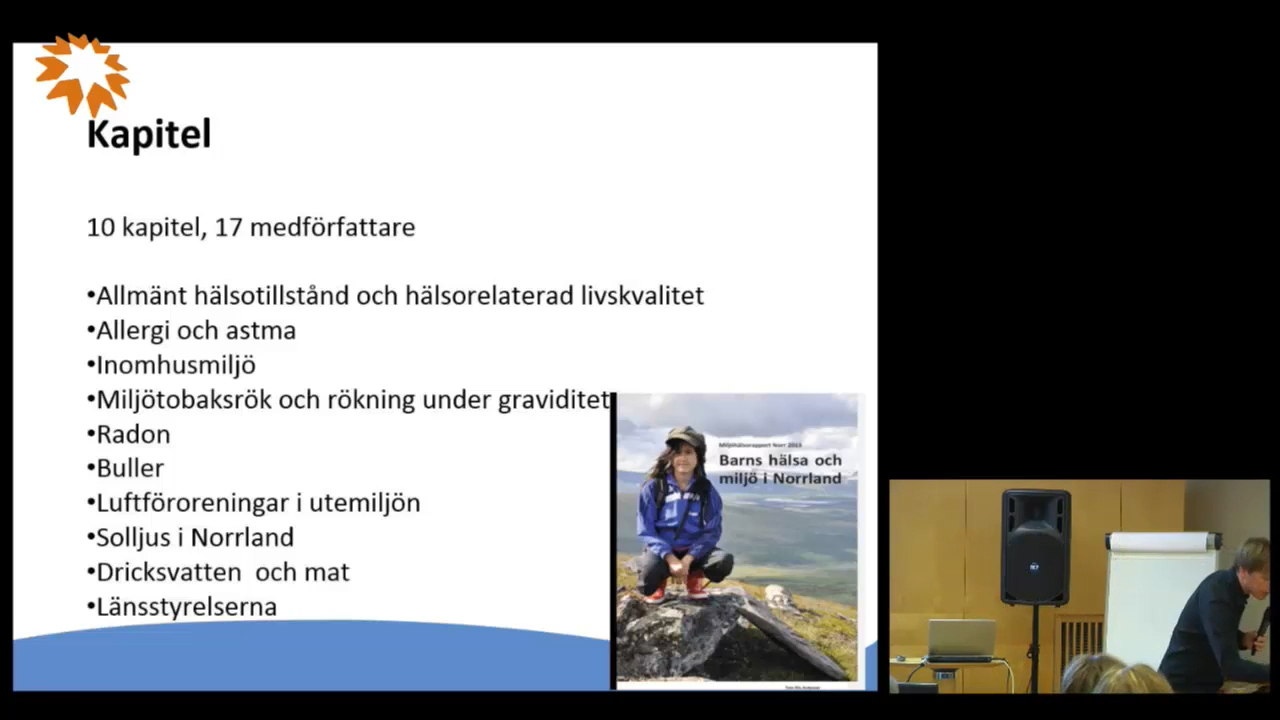 Kapitel
10 kapitel, 17 medförfattare
•Allmänt hälsotillstånd och hälsorelaterad livskvalitet
•Allergi och astma
•Inomhusmiljö
•Miljötobaksrök och rökning under graviditet
•Radon
•Buller
•Luftföroreningar i utemiljön
•Solljus i Norrland
•Dricksvatten och mat
•Länsstyrelserna
Miljöhälsorapport Norr 2013
Barns hälsa och
miljö i Norrland